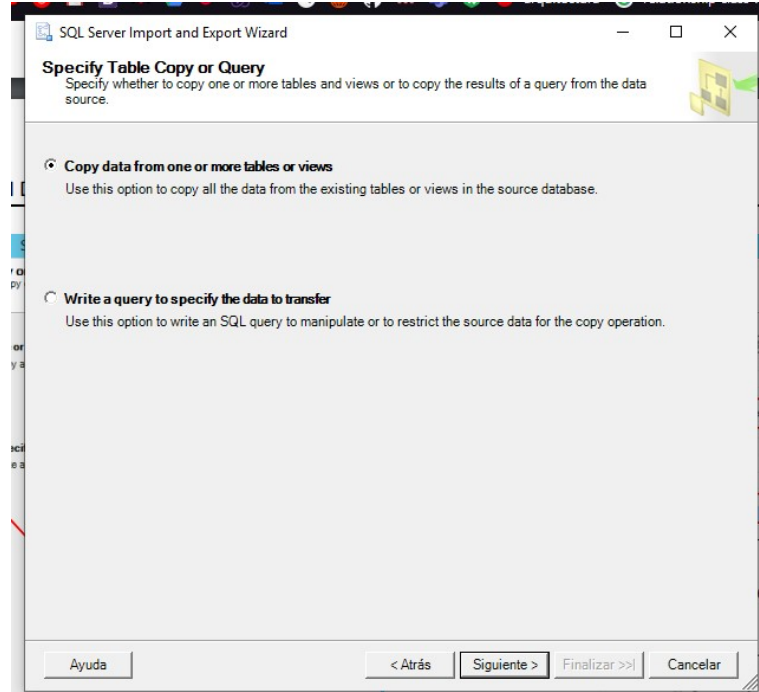 SQL Server Import and Export Wizard
Specify Table Copy or Query
Specify whether to copy one or more tables and views or to copy the results of a query from the data
source.
Copy data from one or more tables or views
Use this option to copy all the data from the existing tables or views in the source database.
Write a query to specify the data to transfer
Use this option to write an SQL query to manipulate or to restrict the source data for the copy operation.
Ayuda
< Atrás
Siguiente >
Finalizar >>|
Cancelar